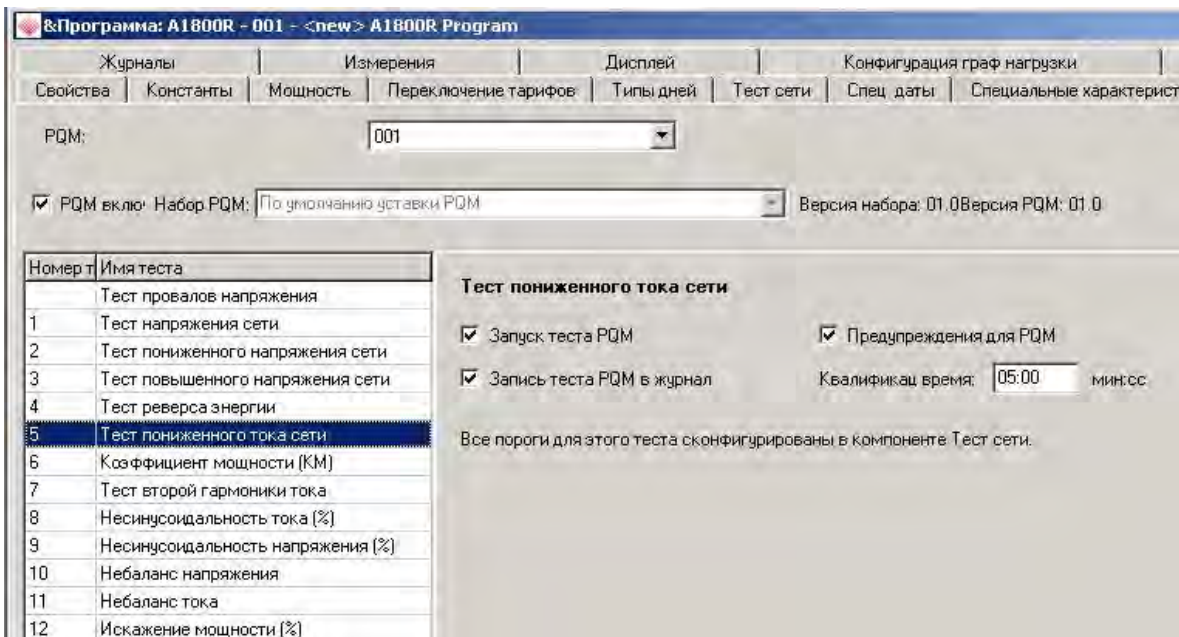 &Программа: A1800R - 001 - <new> A1800R Program
Журналы Измерения Дисплей Конфигурация граф нагрузки
Свойства Константы Мощность Переключение тарифов Типы дней Тест сети Спец даты Специальные характерист
PQM: 001
PQM вклю Набор PQM: По умолчанию уставки PQM Версия набора: 01.0 Версия PQM: 01.0
Номер т Имя теста
Тест провалов напряжения
1 Тест напряжения сети
2 Тест пониженного напряжения сети
3 Тест повышенного напряжения сети
4 Тест реверса энергии
5 Тест пониженного тока сети
6 Коэффициент мощности (КМ)
7 Тест второй гармоники тока
8 Несинусоидальность тока (%)
9 Несинусоидальность напряжения (%)
10 Небаланс напряжения
11 Небаланс тока
12 Искажение мощности (%)
Тест пониженного тока сети
Запуск теста PQM Предупреждения для PQM
Запись теста PQM в журнал Квалификац время: 05:00 мин:сс
Все пороги для этого теста сконфигурированы в компоненте Тест сети.